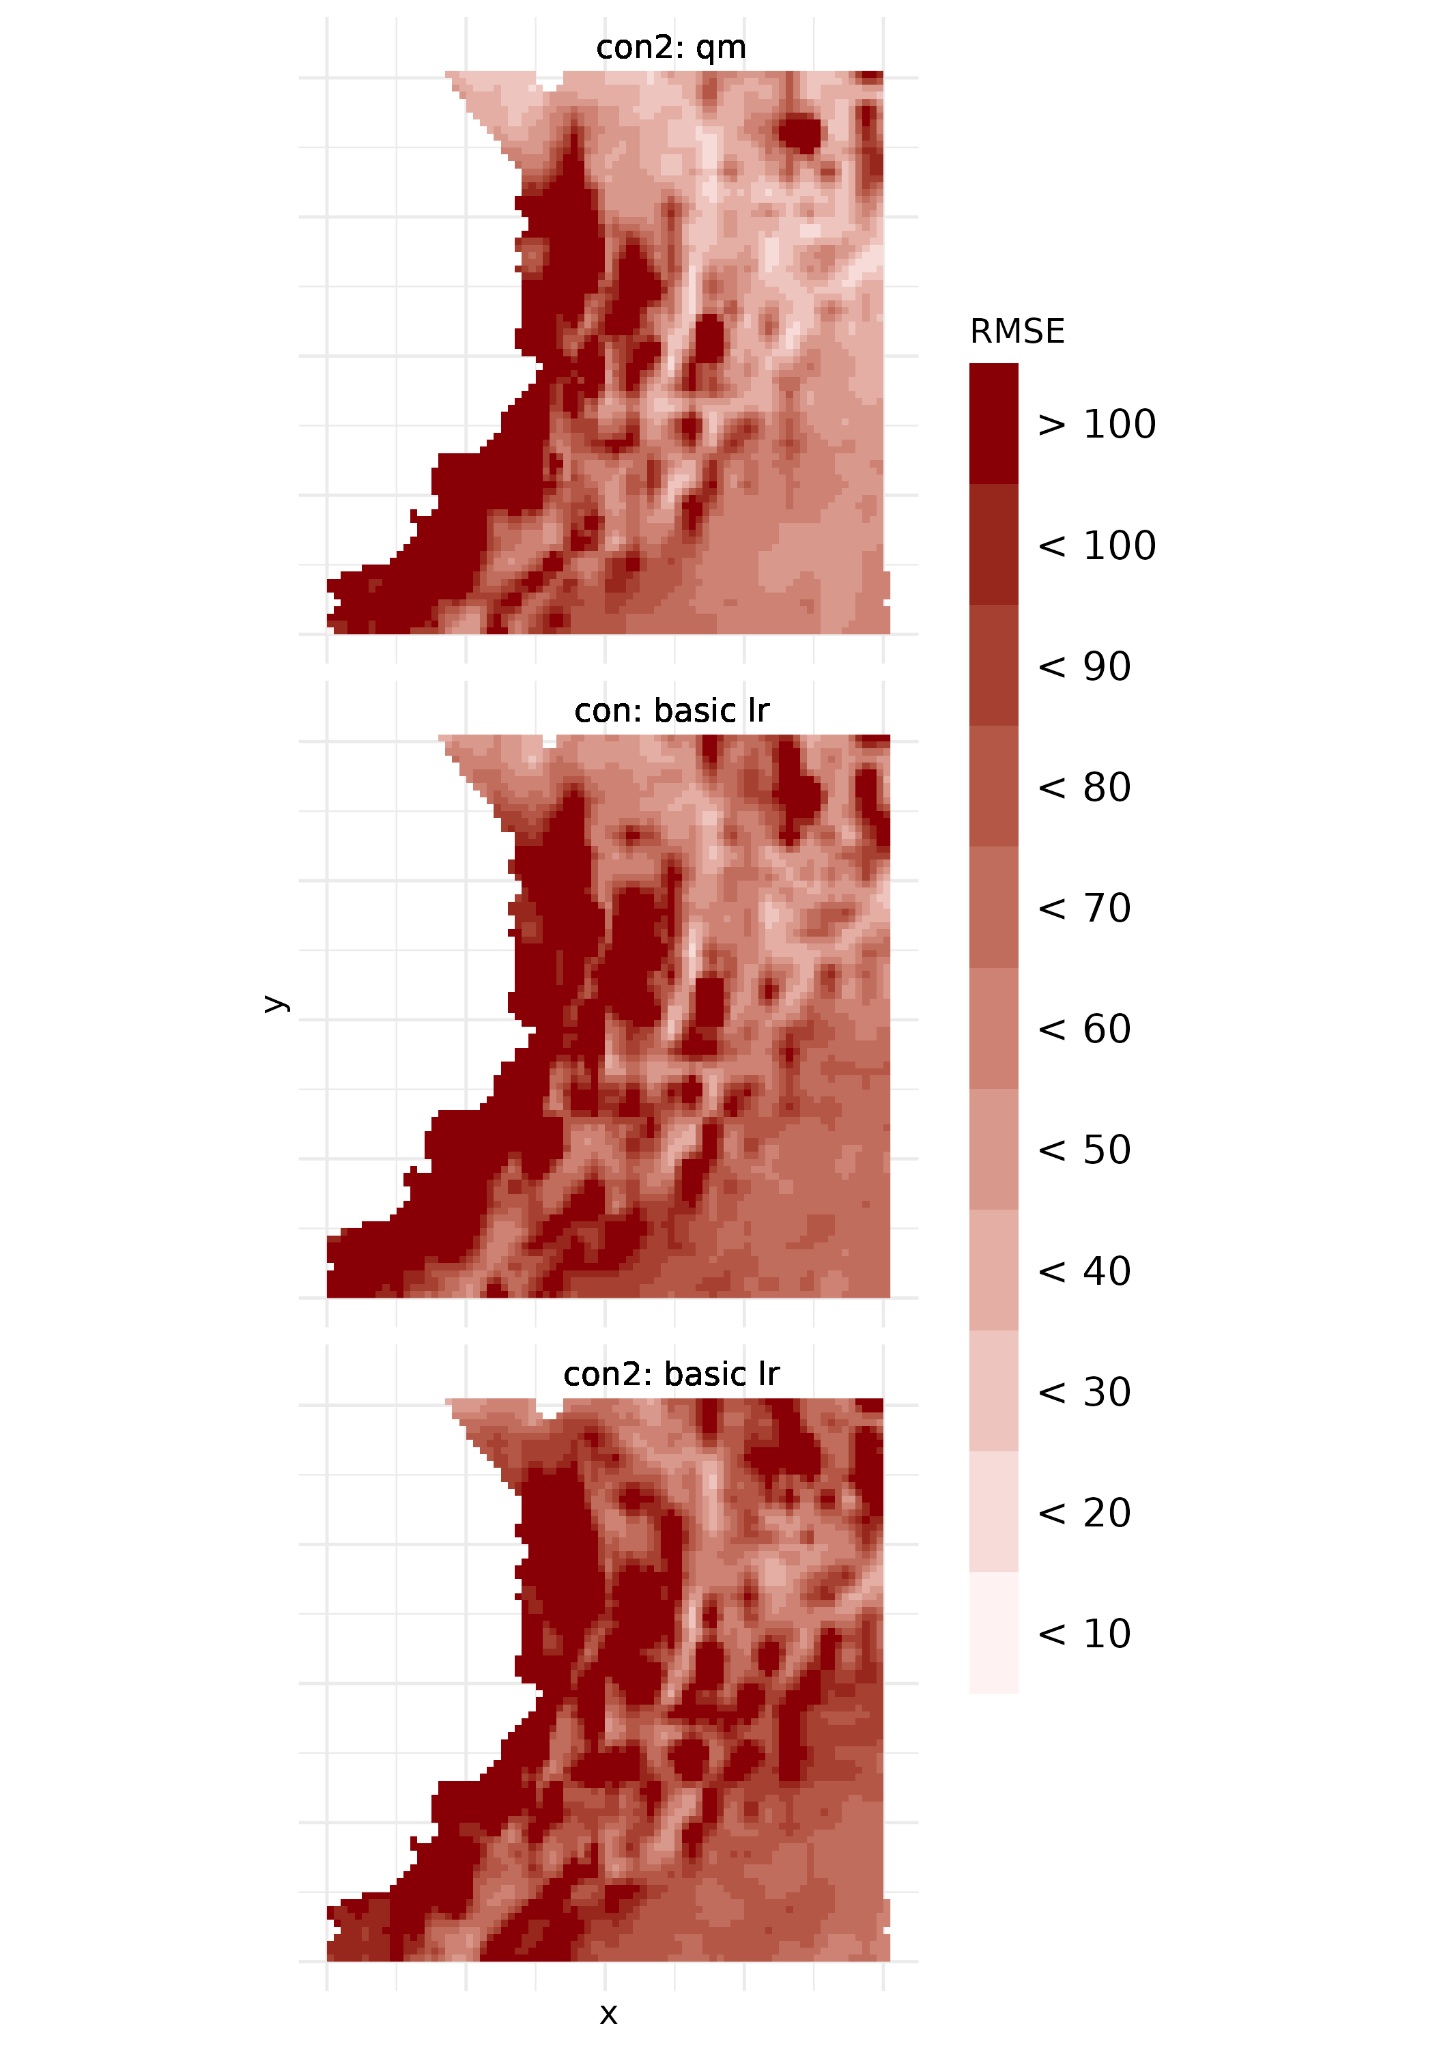 con2: qm
con: basic lr
con2: basic lr
y
x
RMSE
> 100
< 100
< 90
< 80
< 70
< 60
< 50
< 40
< 30
< 20
< 10